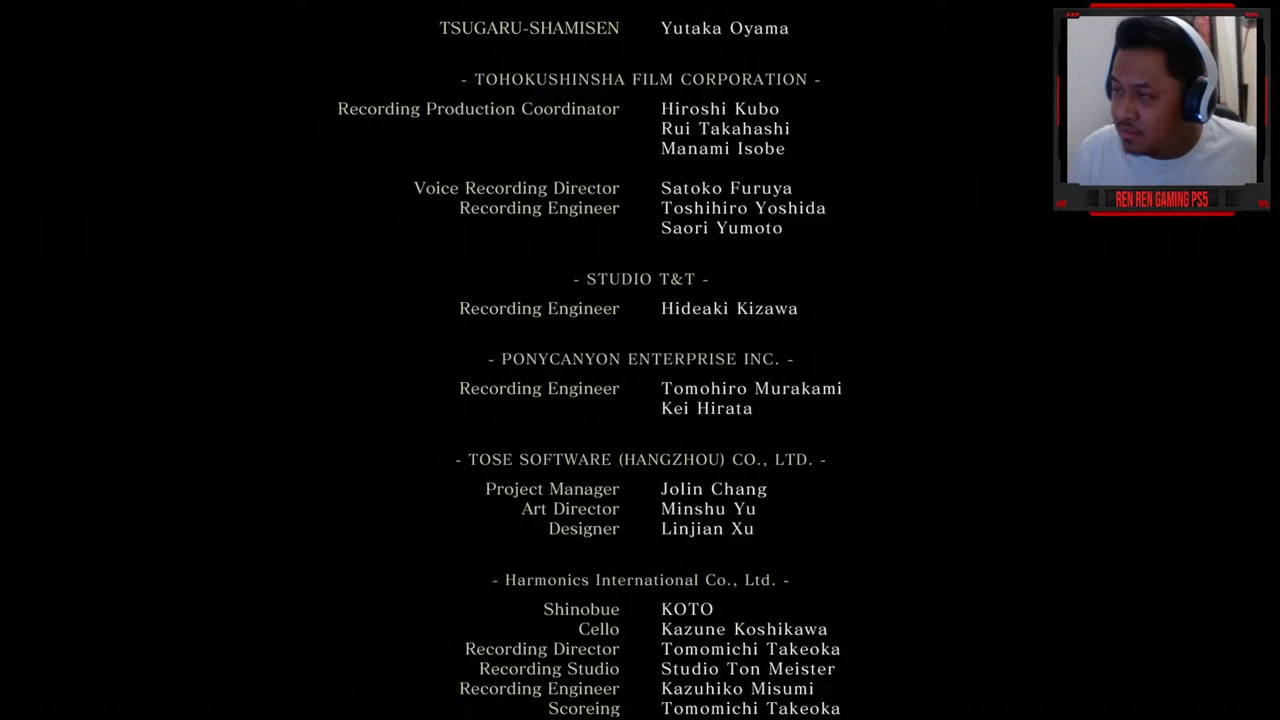 TSUGARU-SHAMISEN Yutaka Oyama
- TOHOKUSHINSHA FILM CORPORATION -
Recording Production Coordinator Hiroshi Kubo
Rui Takahashi
Manami Isobe
Voice Recording Director Satoko Furuya
Recording Engineer Toshihiro Yoshida
Saori Yumoto
- STUDIO T&T -
Recording Engineer Hideaki Kizawa
- PONYCANYON ENTERPRISE INC. -
Recording Engineer Tomohiro Murakami
Kei Hirata
- TOSE SOFTWARE (HANGZHOU) CO., LTD. -
Project Manager Jolin Chang
Art Director Minshu Yu
Designer Linjian Xu
- Harmonics International Co., Ltd. -
Shinobue KOTO
Cello Kazune Koshikawa
Recording Director Tomomichi Takeoka
Recording Studio Studio Ton Meister
Recording Engineer Kazuhiko Misumi
Scoreing Tomomichi Takeoka
REN REN GAMING PS5